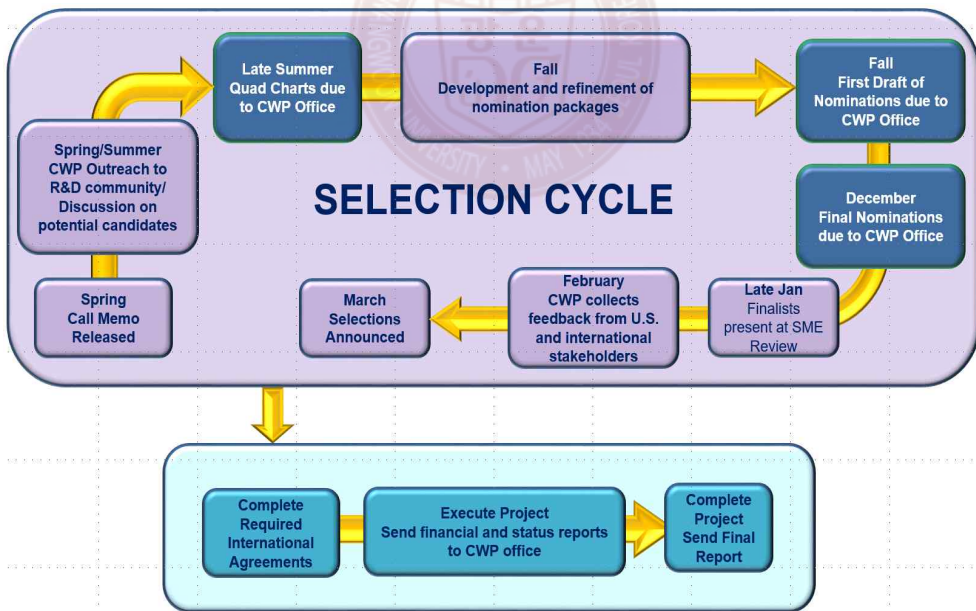 Late Summer
Quad Charts due
to CWP Office
Fall
Development and refinement of
nomination packages
Fall
First Draft of
Nominations due to
CWP Office
Spring/Summer
CWP Outreach to
R&D community/
Discussion on
potential candidates
SELECTION CYCLE
December
Final Nominations
due to CWP Office
Spring
Call Memo
Released
March
Selections
Announced
February
CWP collects
feedback from U.S.
and international
stakeholders
Late Jan
Finalists
present at SME
Review
UNIVERSITY • MAY 1934
Complete
Required
International
Agreements
Execute Project
Send financial and status reports
to CWP office
Complete
Project
Send Final
Report